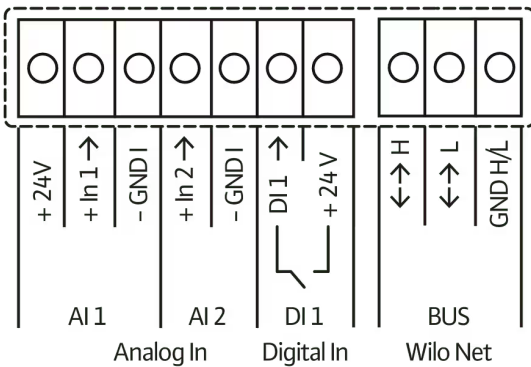 + 24V
+ In 1 →
- GND I
+ In 2 →
- GND I
DI 1 →
+ 24 V
↔ H
↔ L
GND H/L
AI 1
AI 2
DI 1
BUS
Analog In
Digital In
Wilo Net